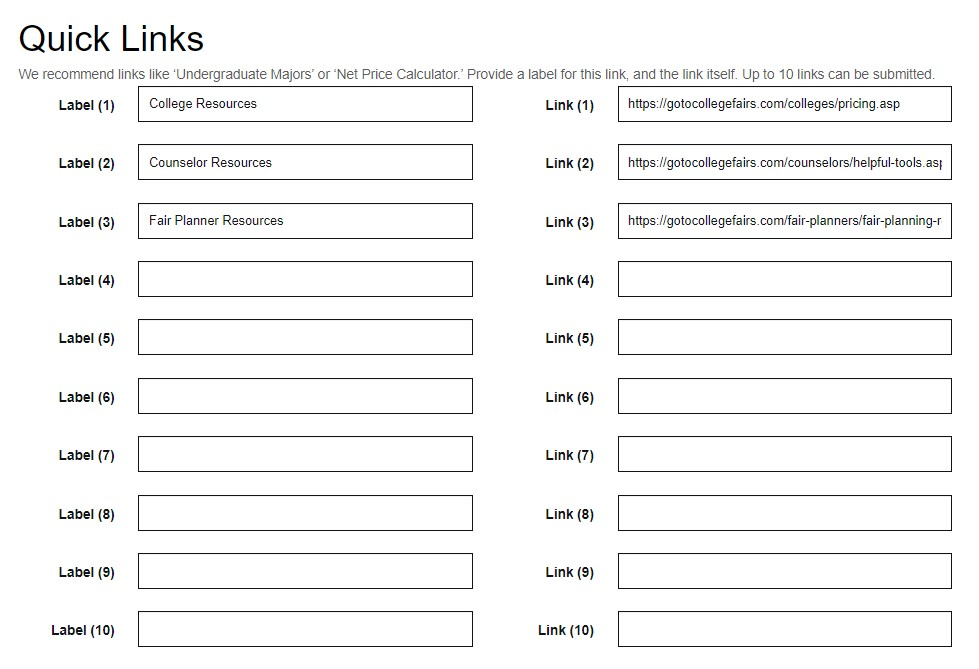 Quick Links
We recommend links like ‘Undergraduate Majors’ or ‘Net Price Calculator.’ Provide a label for this link, and the link itself. Up to 10 links can be submitted.
Label (1) College Resources Link (1) https://gotocollegefairs.com/colleges/pricing.asp
Label (2) Counselor Resources Link (2) https://gotocollegefairs.com/counselors/helpful-tools.asp
Label (3) Fair Planner Resources Link (3) https://gotocollegefairs.com/fair-planners/fair-planning-r
Label (4) Link (4)
Label (5) Link (5)
Label (6) Link (6)
Label (7) Link (7)
Label (8) Link (8)
Label (9) Link (9)
Label (10) Link (10)